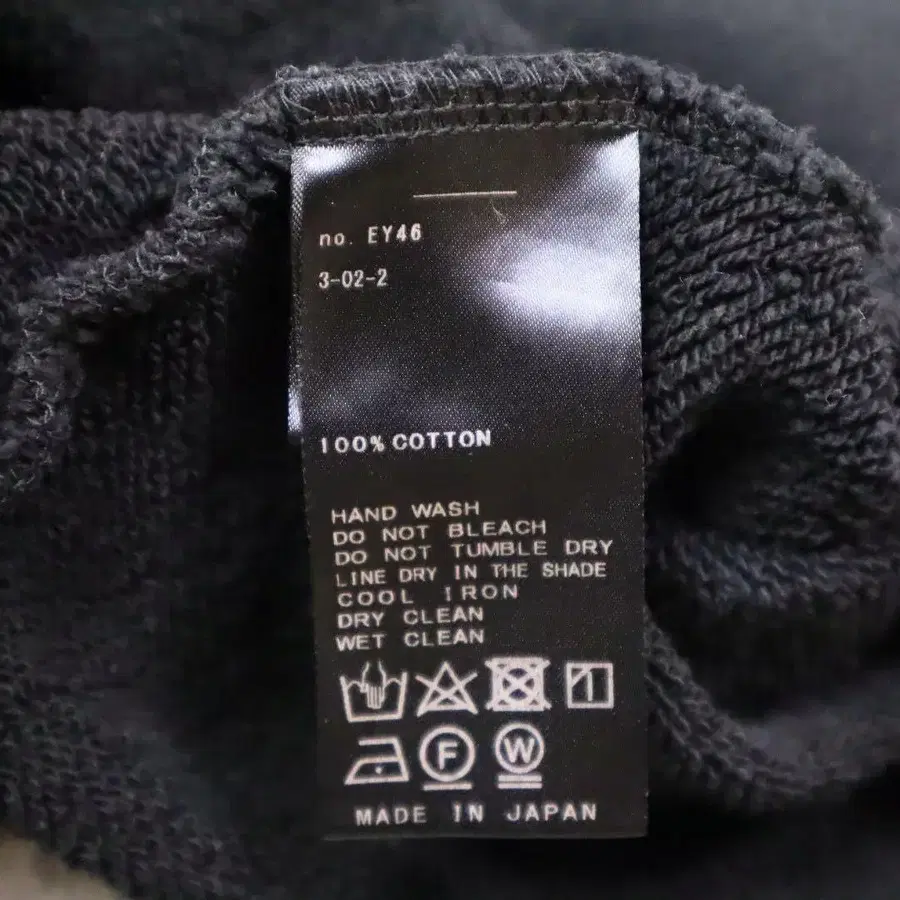 no. EY46
3-02-2
100% COTTON
HAND WASH
DO NOT BLEACH
DO NOT TUMBLE DRY
LINE DRY IN THE SHADE
COOL IRON
DRY CLEAN
WET CLEAN
F W
MADE IN JAPAN